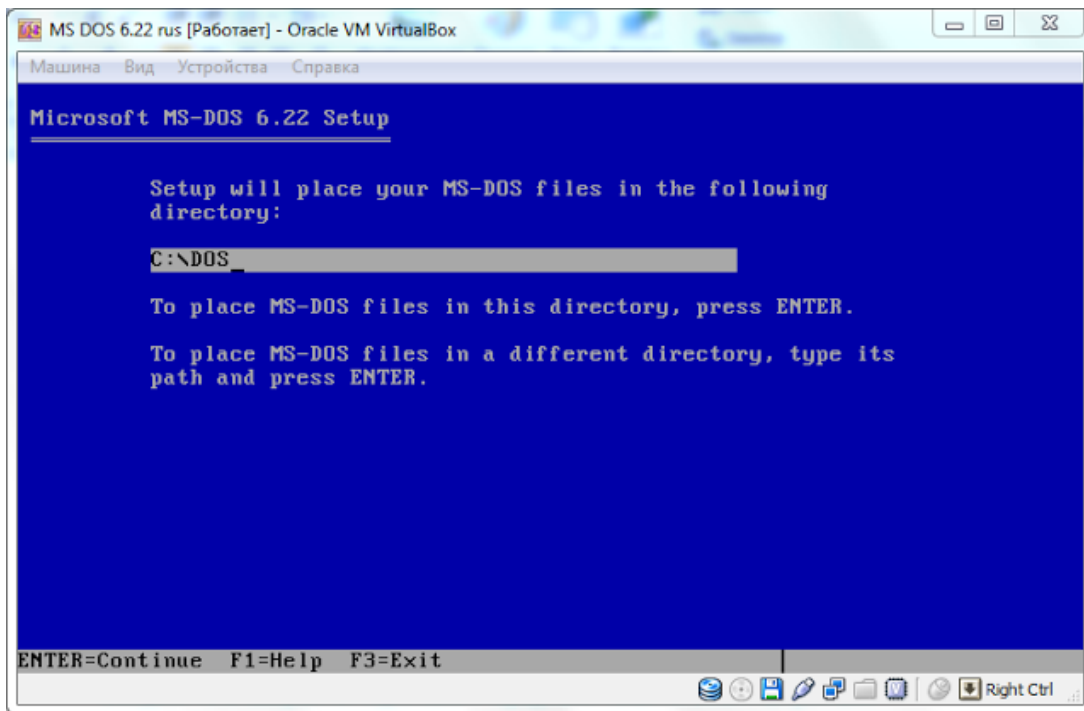 MS DOS 6.22 rus [Работает] - Oracle VM VirtualBox
Машина Вид Устройства Справка
Microsoft MS-DOS 6.22 Setup
Setup will place your MS-DOS files in the following
directory:
C:\DOS_
To place MS-DOS files in this directory, press ENTER.
To place MS-DOS files in a different directory, type its
path and press ENTER.
ENTER=Continue F1=Help F3=Exit
Right Ctrl